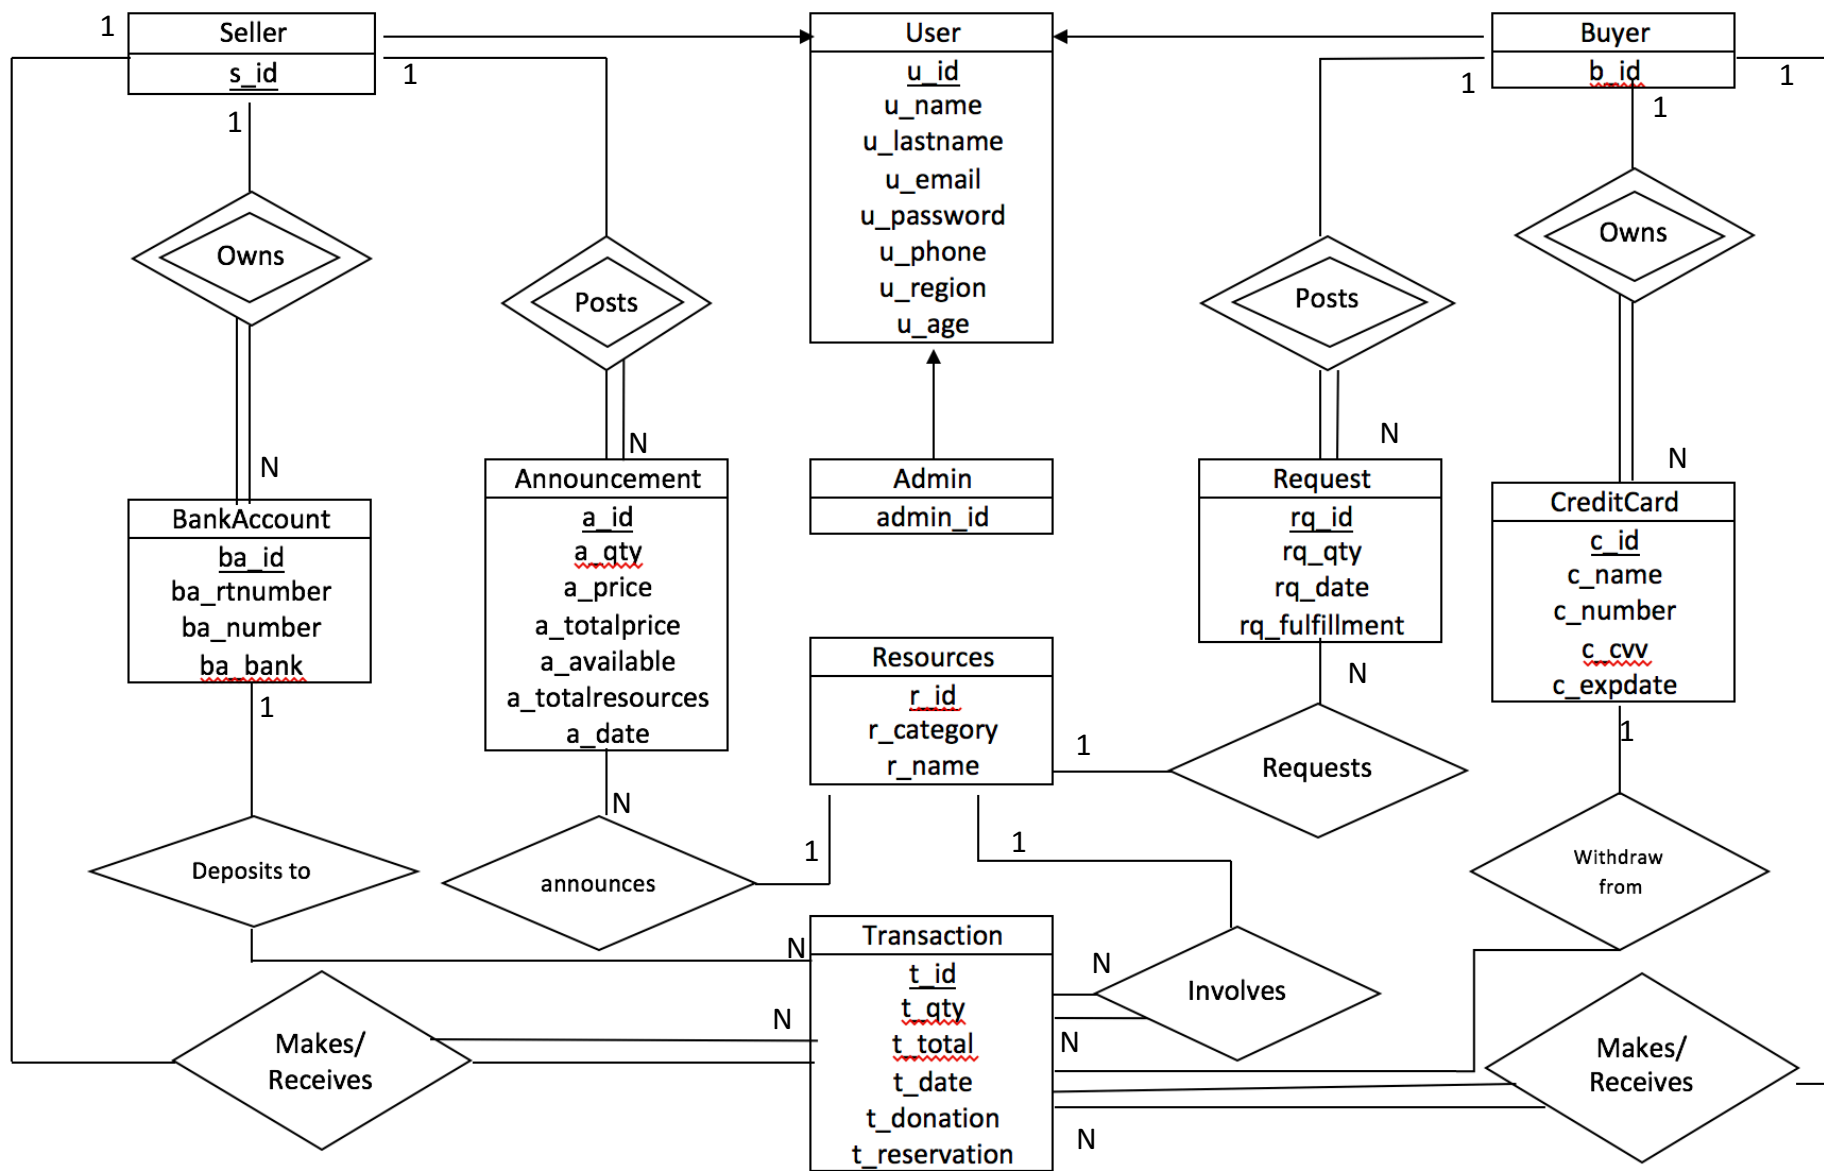 1
Seller
s_id
1
1
User
u_id
u_name
u_lastname
u_email
u_password
u_phone
u_region
u_age
Buyer
b_id
1
1
1
Owns
Posts
Posts
Owns
N
N
N
N
BankAccount
ba_id
ba_rtnumber
ba_number
ba_bank
1
Announcement
a_id
a_qty
a_price
a_totalprice
a_available
a_totalresources
a_date
N
Admin
admin_id
Request
rq_id
rq_qty
rq_date
rq_fulfillment
N
CreditCard
c_id
c_name
c_number
c_cvv
c_expdate
1
Resources
r_id
r_category
r_name
1
Requests
1
1
Deposits to
announces
Withdraw
from
N
Transaction
t_id
t_qty
t_total
t_date
t_donation
t_reservation
N
Involves
N
N
N
Makes/
Receives
Makes/
Receives